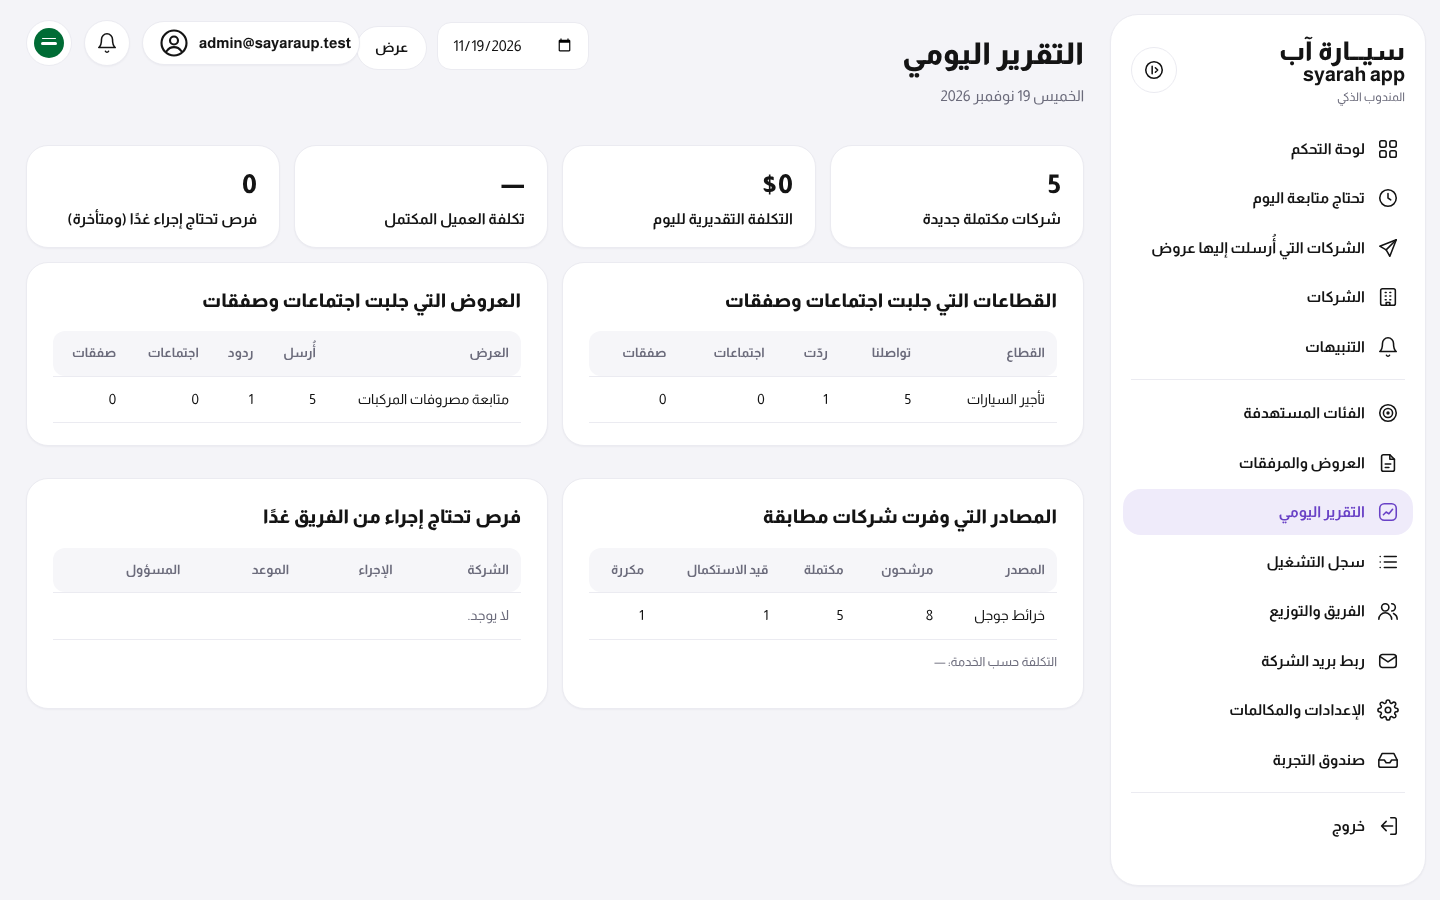 سيــارة آب
syarah app
المندوب الذكي
لوحة التحكم
تحتاج متابعة اليوم
الشركات التي أُرسلت إليها عروض
الشركات
التنبيهات
الفئات المستهدفة
العروض والمرفقات
التقرير اليومي
سجل التشغيل
الفريق والتوزيع
ربط بريد الشركة
الإعدادات والمكالمات
صندوق التجربة
خروج
التقرير اليومي
الخميس 19 نوفمبر 2026
11/19/2026
عرض
admin@sayaraup.test
5
شركات مكتملة جديدة
$0
التكلفة التقديرية لليوم
—
تكلفة العميل المكتمل
0
فرص تحتاج إجراء غدًا (ومتأخرة)
القطاعات التي جلبت اجتماعات وصفقات
القطاع تواصلنا ردّت اجتماعات صفقات
تأجير السيارات 5 1 0 0
العروض التي جلبت اجتماعات وصفقات
العرض أُرسل ردود اجتماعات صفقات
متابعة مصروفات المركبات 5 1 0 0
المصادر التي وفرت شركات مطابقة
المصدر مرشحون مكتملة قيد الاستكمال مكررة
خرائط جوجل 8 5 1 1
التكلفة حسب الخدمة: —
فرص تحتاج إجراء من الفريق غدًا
الشركة الإجراء الموعد المسؤول
لا يوجد.